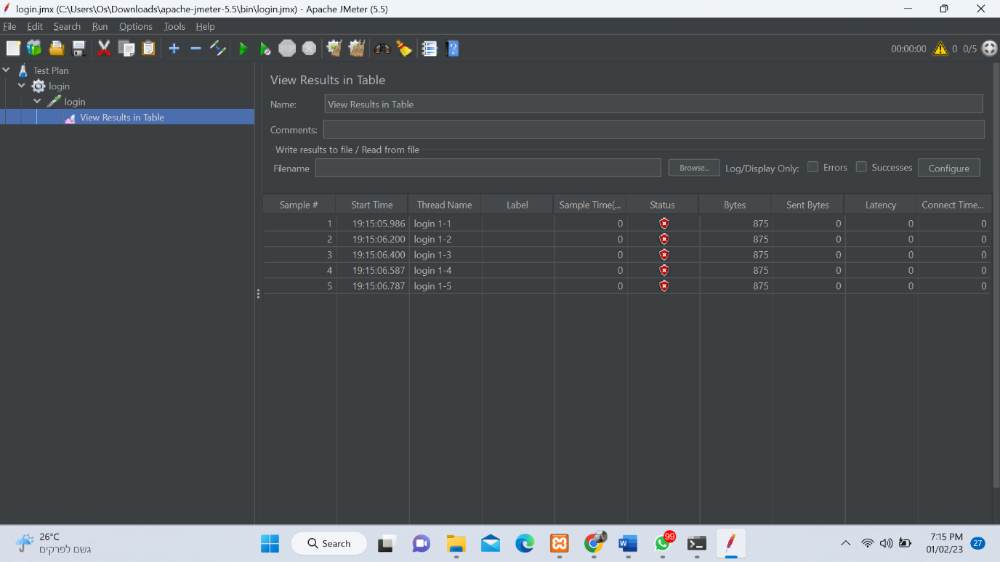 login.jmx (C:\Users\Os\Downloads\apache-jmeter-5.5\bin\login.jmx) - Apache JMeter (5.5)
File Edit Search Run Options Tools Help
00:00:00 0 0/5
Test Plan
login
login
View Results in Table
View Results in Table
Name: View Results in Table
Comments:
Write results to file / Read from file
Filename Browse... Log/Display Only: Errors Successes Configure
Sample # Start Time Thread Name Label Sample Time(... Status Bytes Sent Bytes Latency Connect Time...
1 19:15:05.986 login 1-1 0 875 0 0 0
2 19:15:06.200 login 1-2 0 875 0 0 0
3 19:15:06.400 login 1-3 0 875 0 0 0
4 19:15:06.587 login 1-4 0 875 0 0 0
5 19:15:06.787 login 1-5 0 875 0 0 0
26°C
גשם לפרקים
Search
99
7:15 PM
01/02/23
27